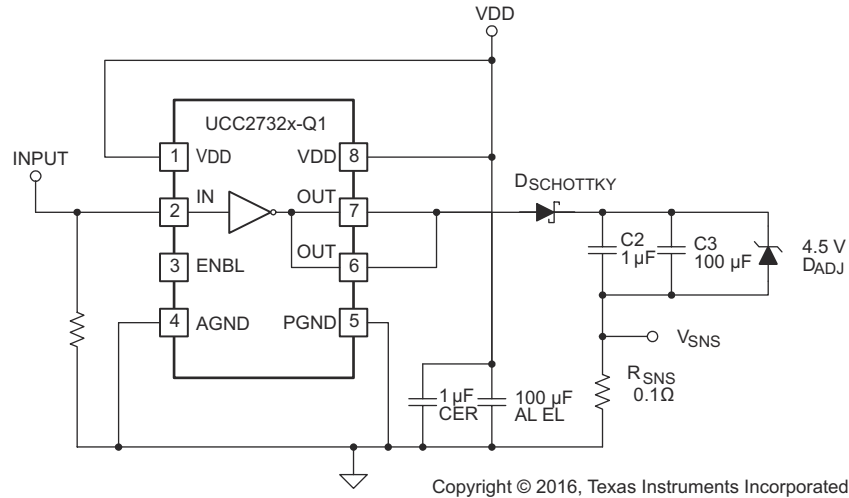 VDD
UCC2732x-Q1
INPUT
1 VDD VDD 8
2 IN OUT 7
OUT 6
3 ENBL
4 AGND PGND 5
DSCHOTTKY
C2
1 µF
C3
100 µF
4.5 V
DADJ
VSNS
RSNS
0.1Ω
1 µF
CER
100 µF
AL EL
Copyright © 2016, Texas Instruments Incorporated